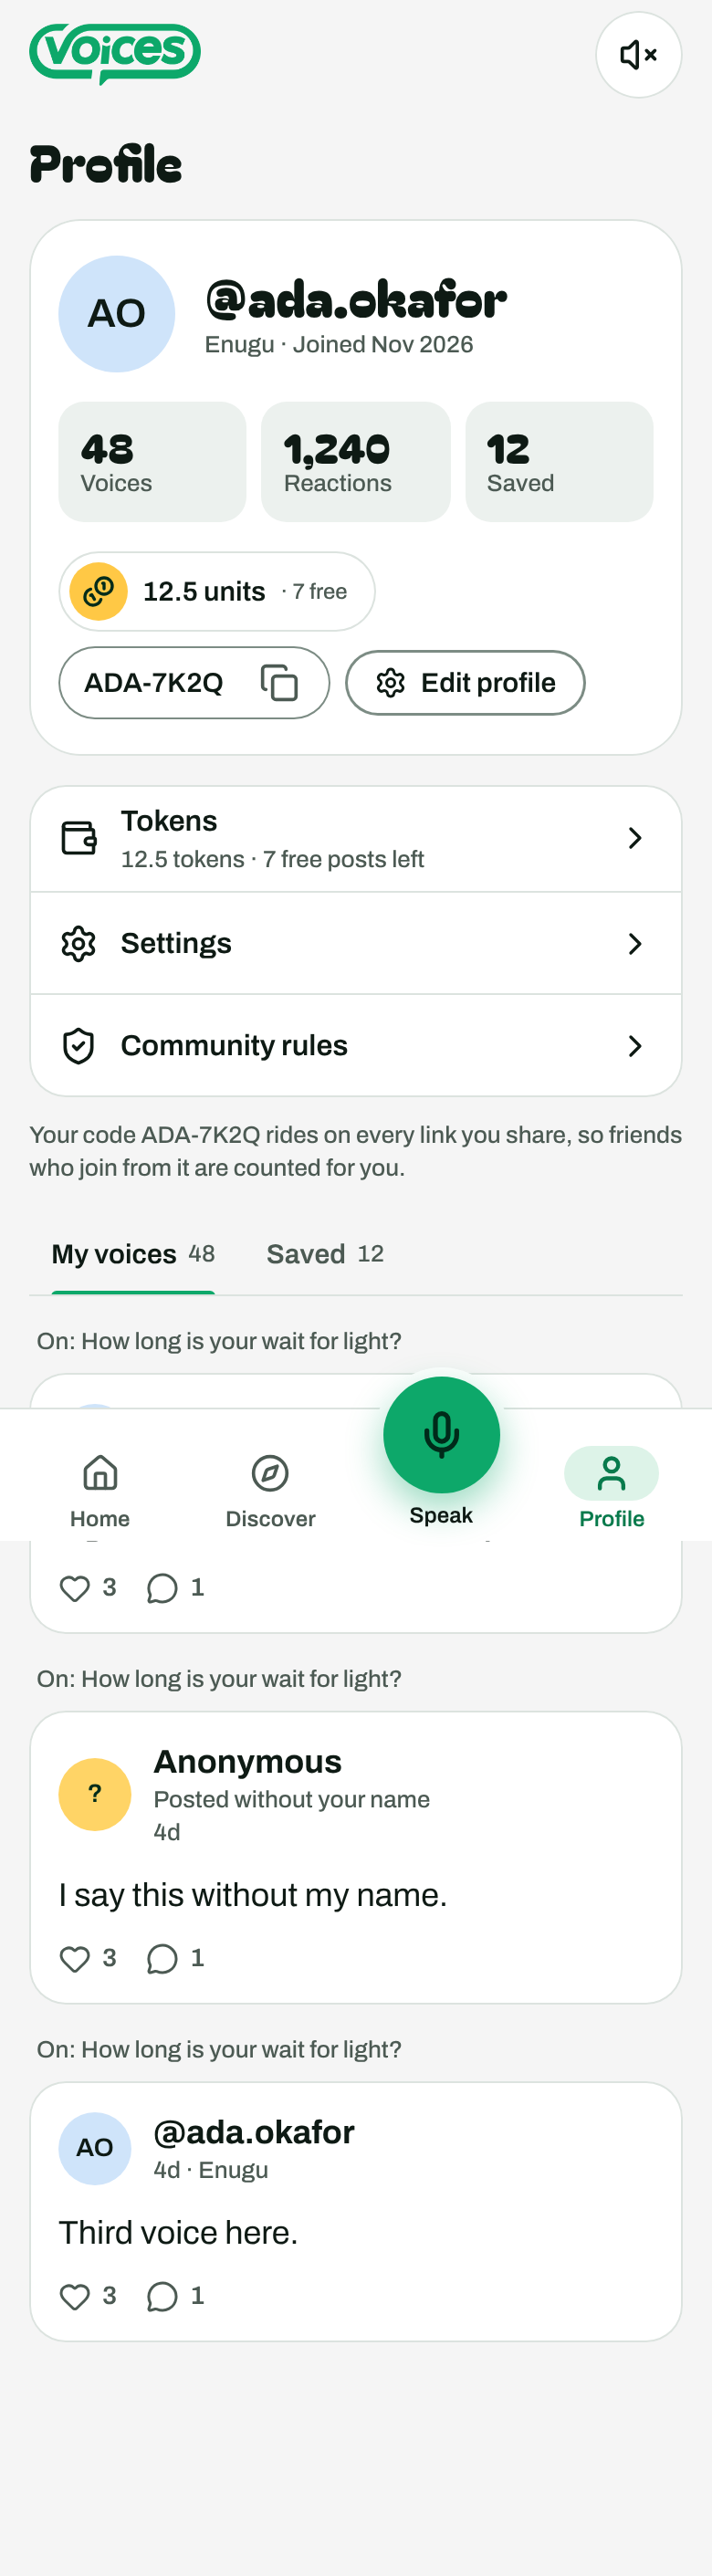 voices
Profile
AO
@ada.okafor
Enugu · Joined Nov 2026
48
Voices
1,240
Reactions
12
Saved
12.5 units · 7 free
ADA-7K2Q
Edit profile
Tokens
12.5 tokens · 7 free posts left
Settings
Community rules
Your code ADA-7K2Q rides on every link you share, so friends
who join from it are counted for you.
My voices 48
Saved 12
On: How long is your wait for light?
Home
Discover
Speak
Profile
3 1
On: How long is your wait for light?
?
Anonymous
Posted without your name
4d
I say this without my name.
3 1
On: How long is your wait for light?
AO
@ada.okafor
4d · Enugu
Third voice here.
3 1